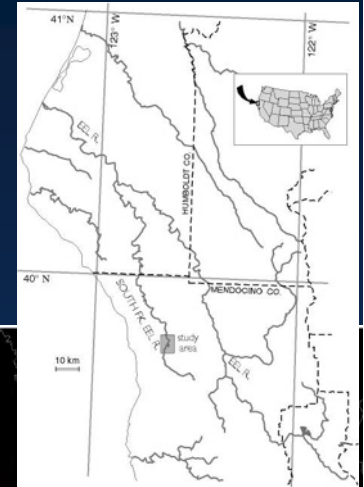 41° N
123° W
122° W
EEL R.
HUMBOLDT CO.
40° N
MENDOCINO CO.
SOUTH FK. EEL R.
study
area
EEL R.
10 km